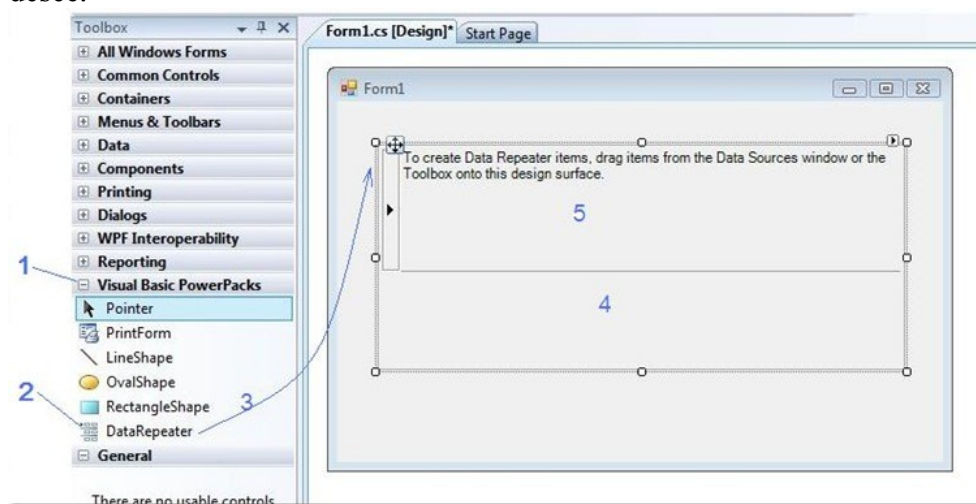 Toolbox
Form1.cs [Design]* Start Page
All Windows Forms
Common Controls
Containers
Menus & Toolbars
Data
Components
Printing
Dialogs
WPF Interoperability
Reporting
1
Visual Basic PowerPacks
Pointer
PrintForm
LineShape
OvalShape
2
RectangleShape
3
DataRepeater
General
There are no usable controls
Form1
To create Data Repeater items, drag items from the Data Sources window or the
Toolbox onto this design surface.
5
4